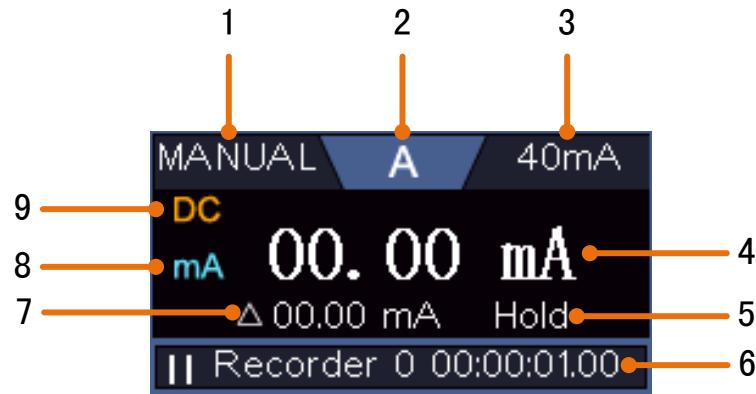 1 2 3
MANUAL A 40mA
9 DC
8 mA 00.00 mA 4
7 △ 00.00 mA Hold 5
|| Recorder 0 00:00:01.00 6